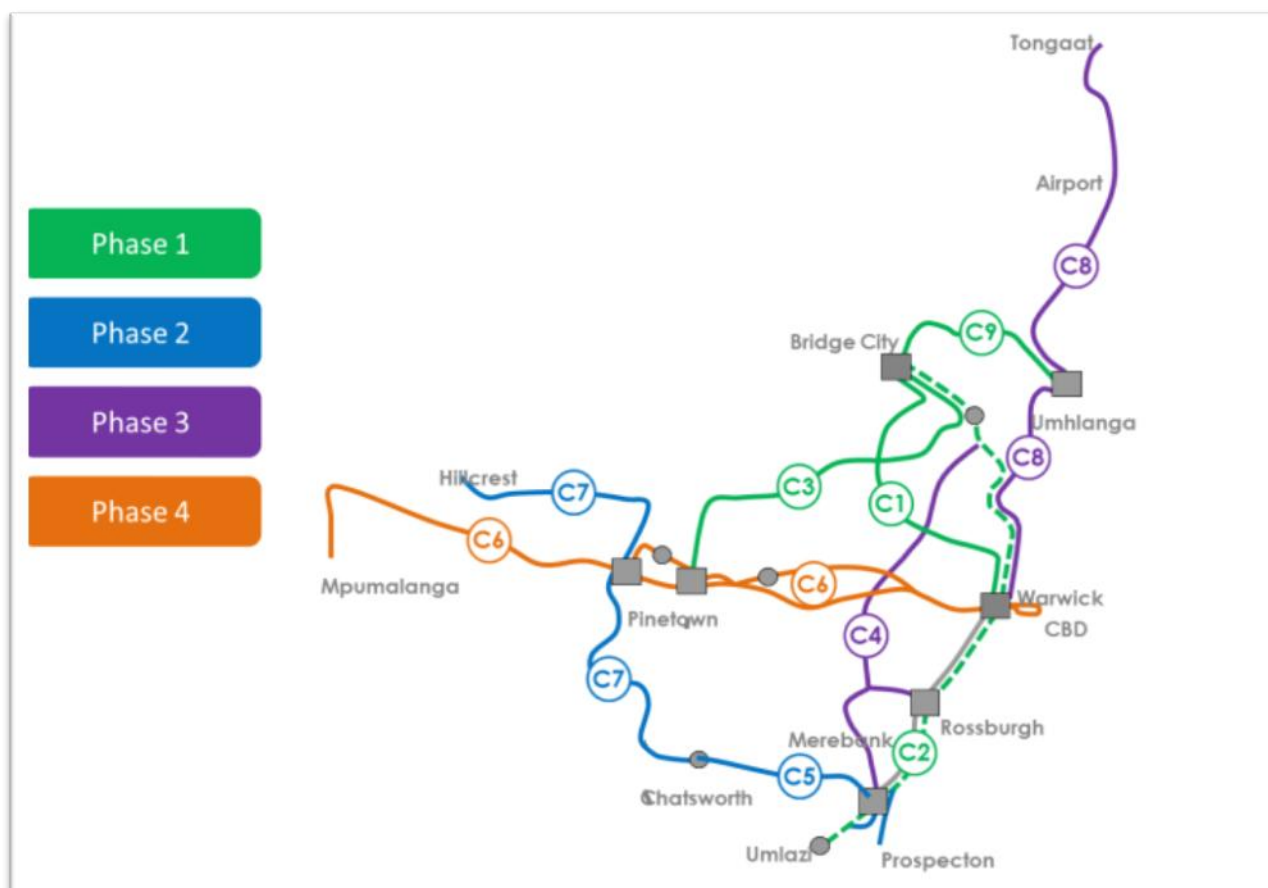 Tongaat
Airport
Phase 1
C8
Phase 2
C9
Bridge City
Phase 3
Umhlanga
C8
Hillcrest
C7
C3
Phase 4
C1
C6
Mpumalanga
C6
Warwick
Pinetown
CBD
C4
C7
Rossburgh
Merebank
C2
C5
Chatsworth
Umlazi
Prospecton